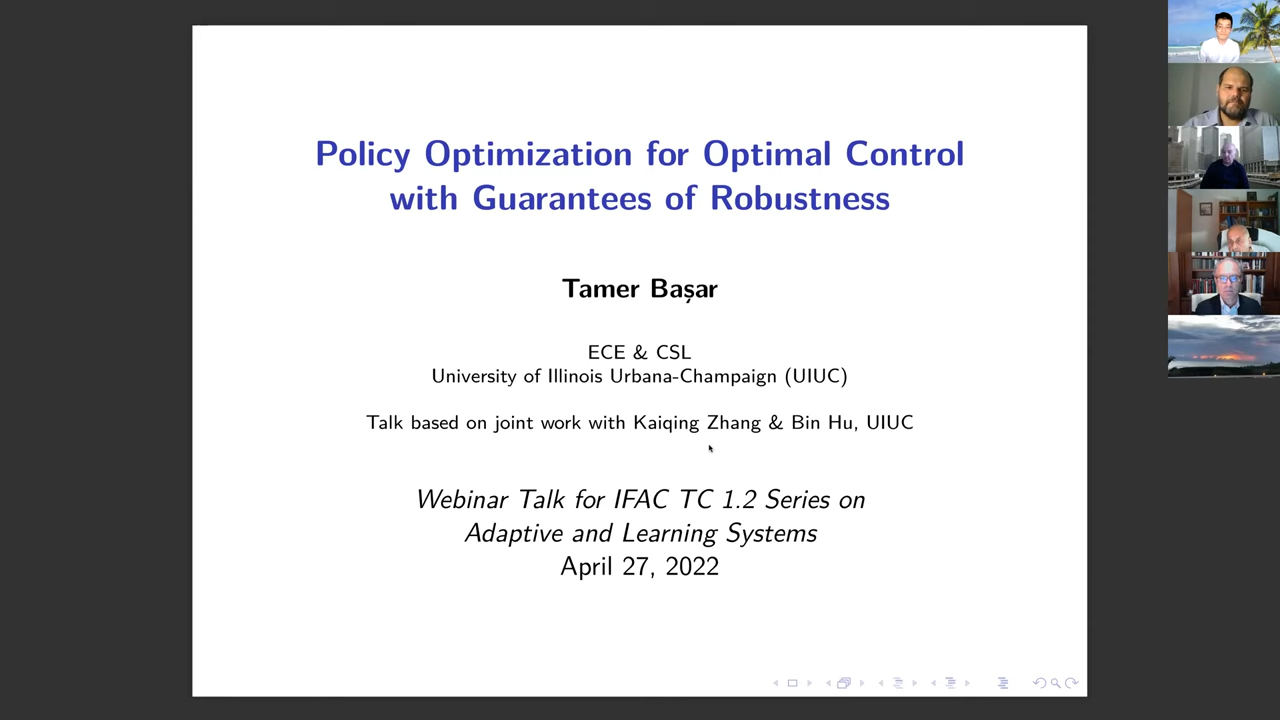 Policy Optimization for Optimal Control
with Guarantees of Robustness
Tamer Başar
ECE & CSL
University of Illinois Urbana-Champaign (UIUC)
Talk based on joint work with Kaiqing Zhang & Bin Hu, UIUC
Webinar Talk for IFAC TC 1.2 Series on
Adaptive and Learning Systems
April 27, 2022